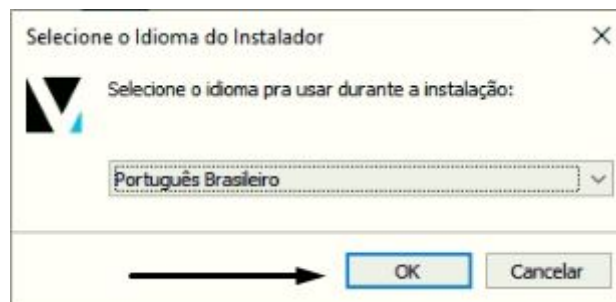 Selecione o Idioma do Instalador
Selecione o idioma pra usar durante a instalação:
Português Brasileiro
OK
Cancelar